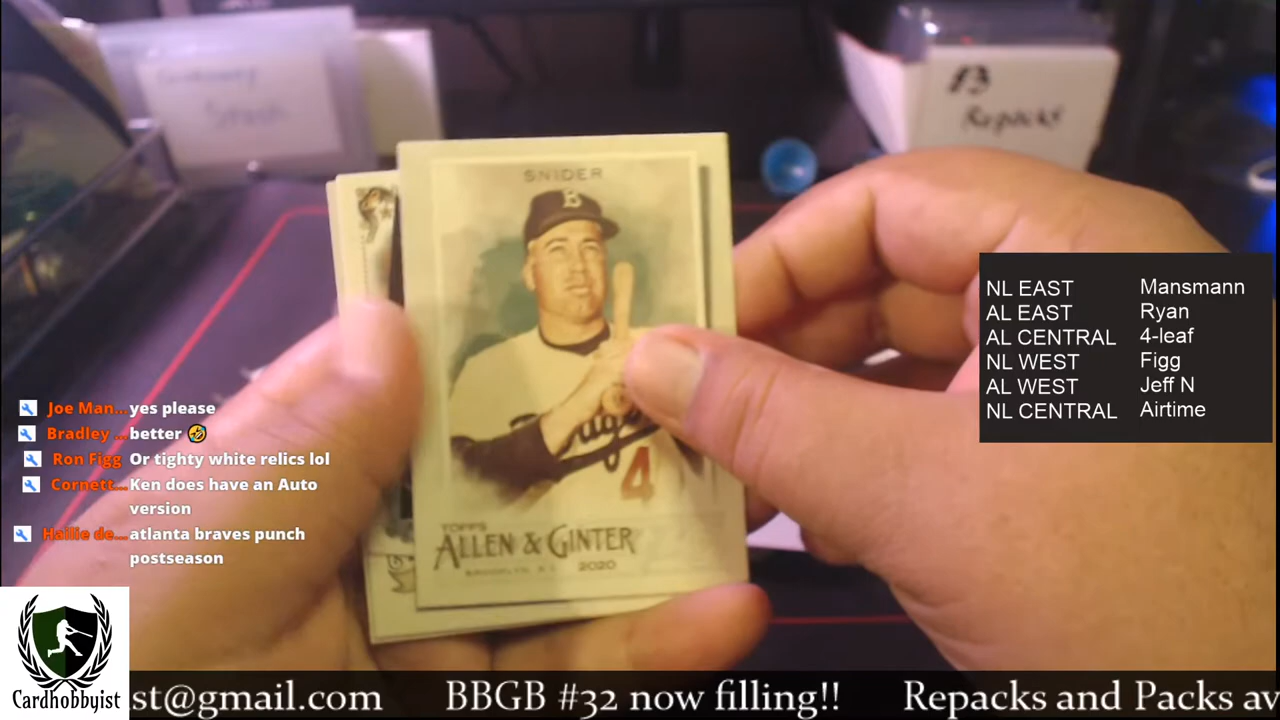 #3
Repacks
SNIDER
B
Dodgers
4
TOPPS
ALLEN & GINTER
2020
NL EAST Mansmann
AL EAST Ryan
AL CENTRAL 4-leaf
NL WEST Figg
AL WEST Jeff N
NL CENTRAL Airtime
Joe Man... yes please
Bradley ... better 🤣
Ron Figg Or tighty white relics lol
Cornett... Ken does have an Auto
version
Hailie de... atlanta braves punch
postseason
Cardhobbyist
st@gmail.com BBGB #32 now filling!! Repacks and Packs av